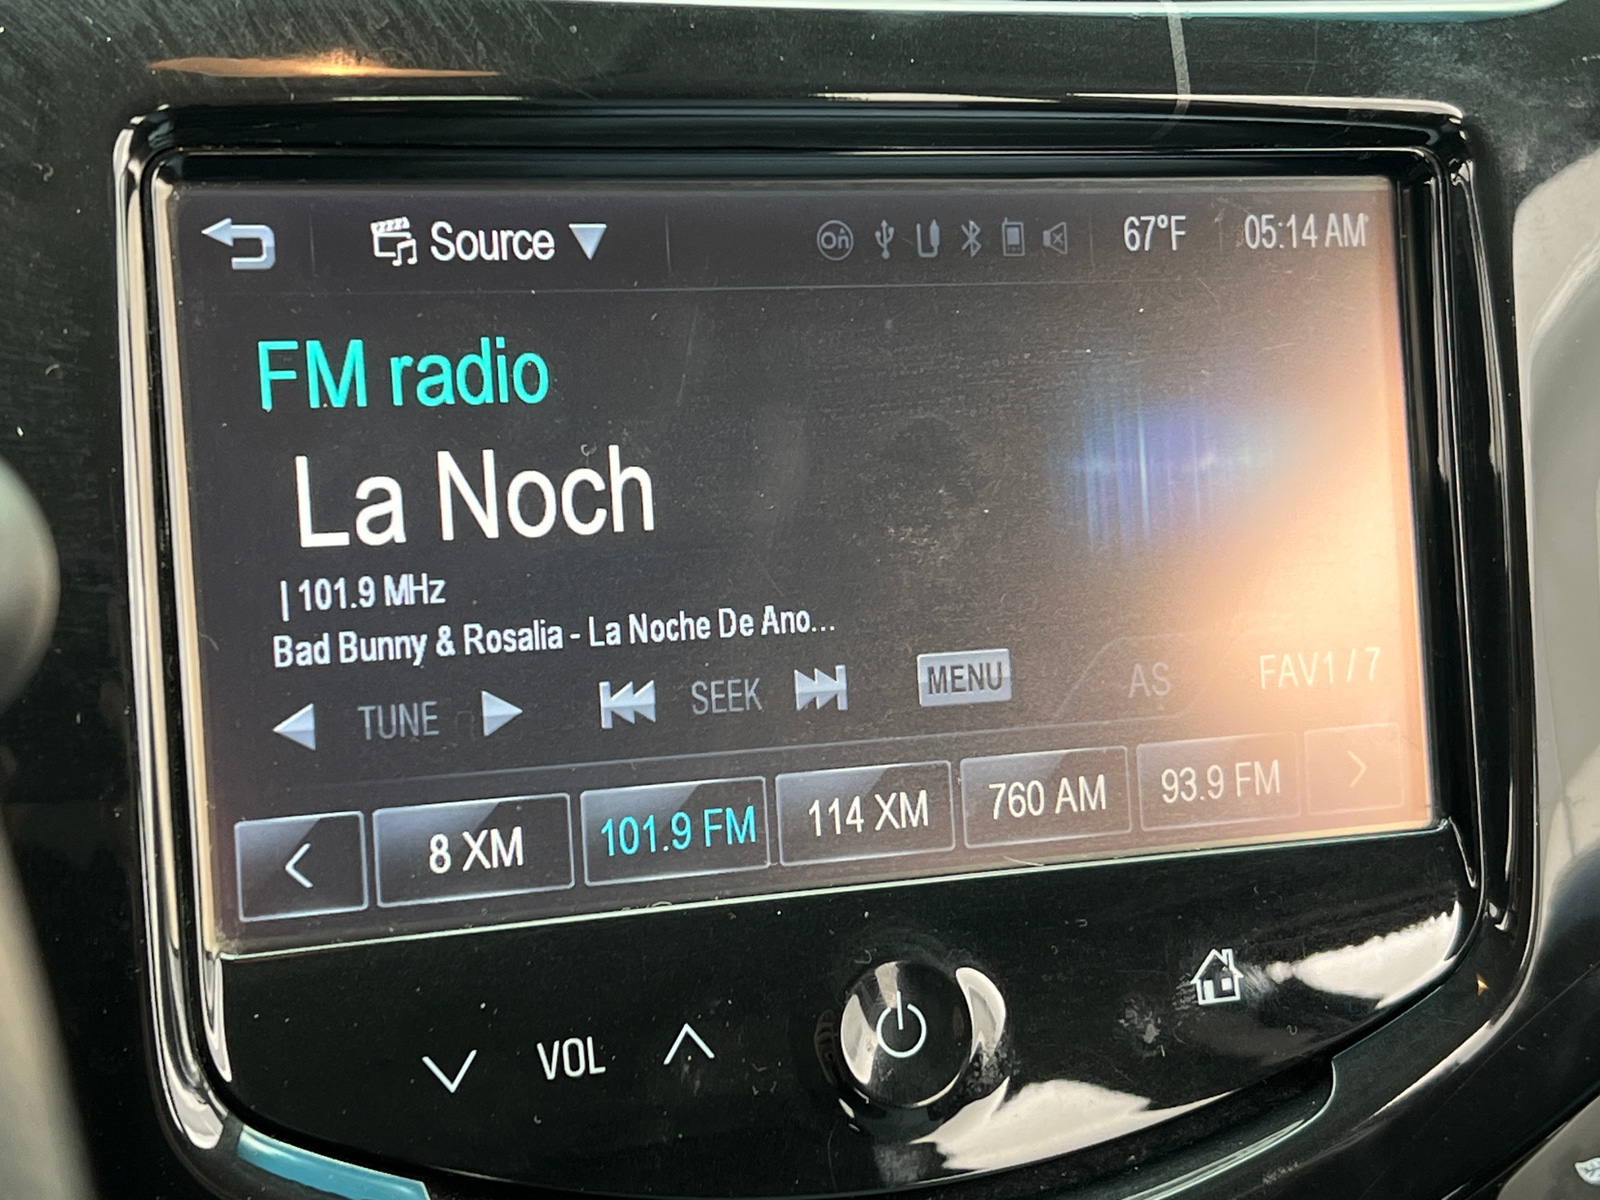 Source
On
67°F
05:14 AM
FM radio
La Noch
| 101.9 MHz
Bad Bunny & Rosalia - La Noche De Ano...
TUNE
SEEK
MENU
AS
FAV1 / 7
8 XM
101.9 FM
114 XM
760 AM
93.9 FM
VOL